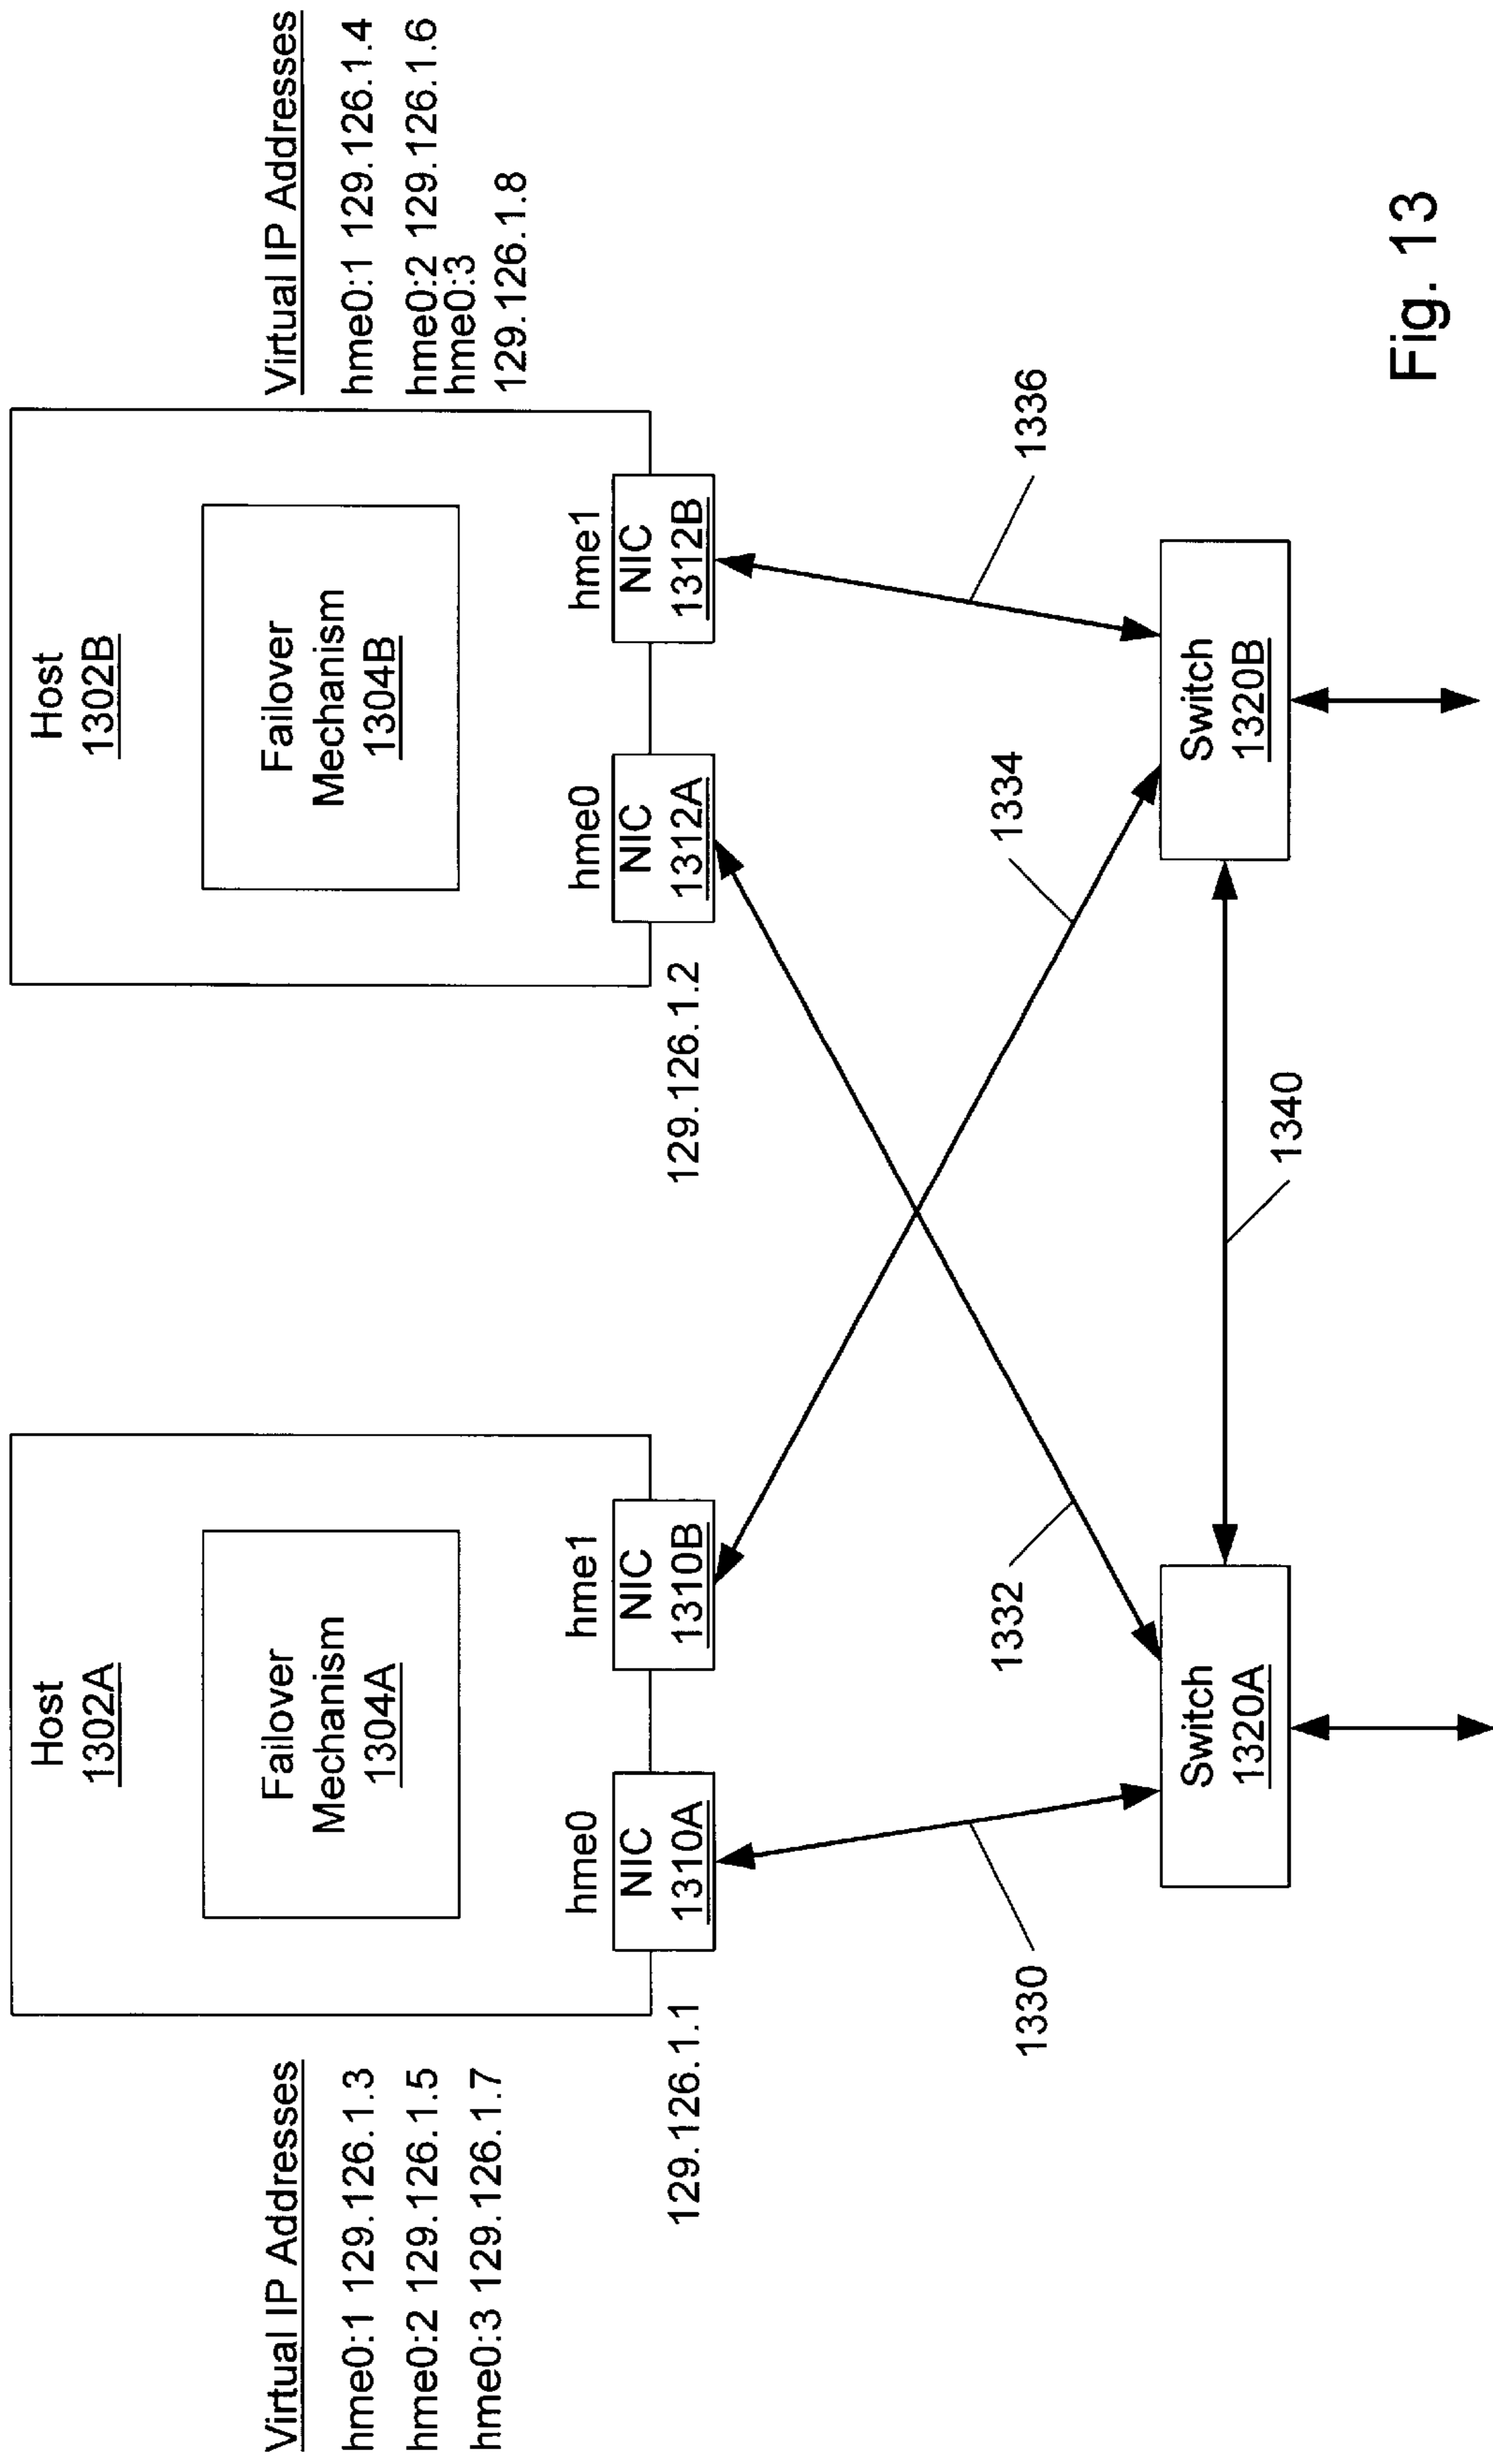 Virtual IP Addresses
hme0:1 129.126.1.3
hme0:2 129.126.1.5
hme0:3 129.126.1.7
129.126.1.1
Host
1302A
Failover
Mechanism
1304A
hme0
NIC
1310A
hme1
NIC
1310B
Host
1302B
Failover
Mechanism
1304B
129.126.1.2
hme0
NIC
1312A
hme1
NIC
1312B
Virtual IP Addresses
hme0:1 129.126.1.4
hme0:2 129.126.1.6
hme0:3
129.126.1.8
1330
1332
1334
1336
Switch
1320A
1340
Switch
1320B
Fig. 13